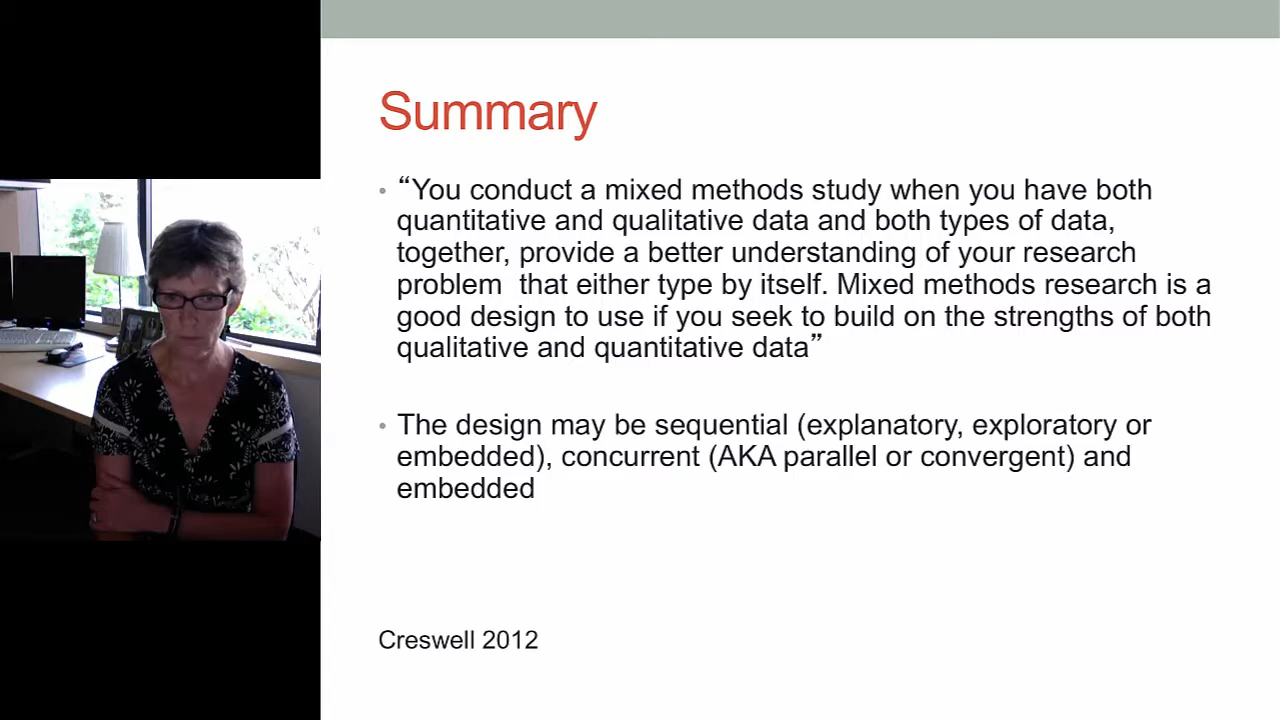 Summary
• “You conduct a mixed methods study when you have both
quantitative and qualitative data and both types of data,
together, provide a better understanding of your research
problem  that either type by itself. Mixed methods research is a
good design to use if you seek to build on the strengths of both
qualitative and quantitative data”
• The design may be sequential (explanatory, exploratory or
embedded), concurrent (AKA parallel or convergent) and
embedded
Creswell 2012